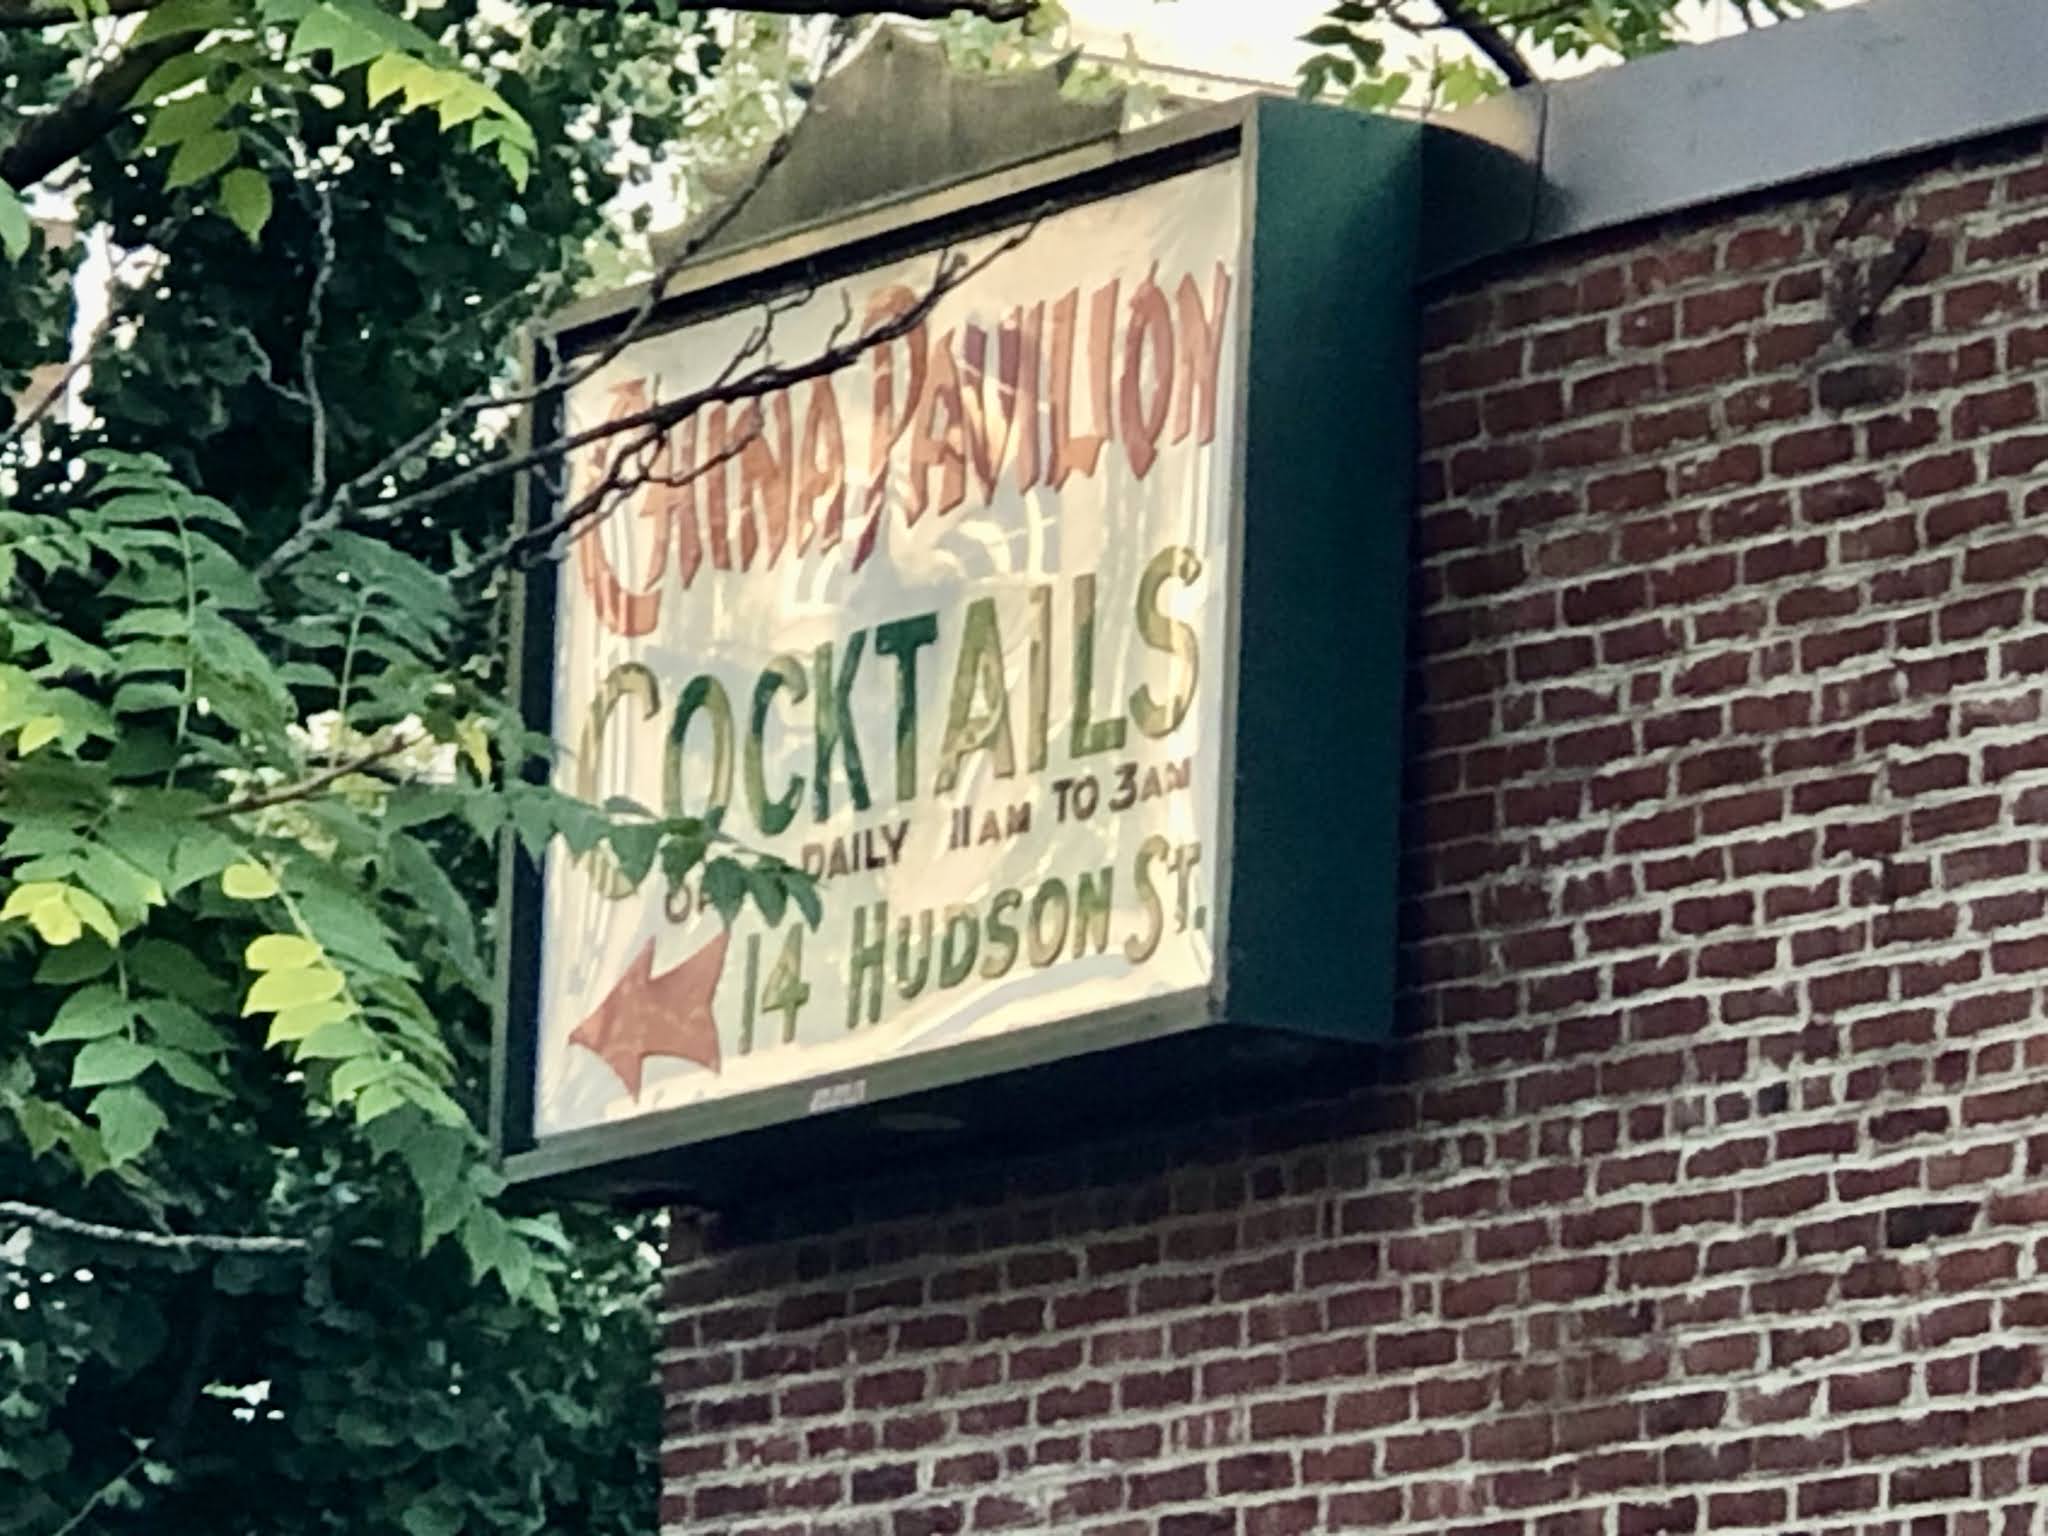 CHINA PAVILION
COCKTAILS
DAILY 11AM TO 3AM
14 HUDSON ST.